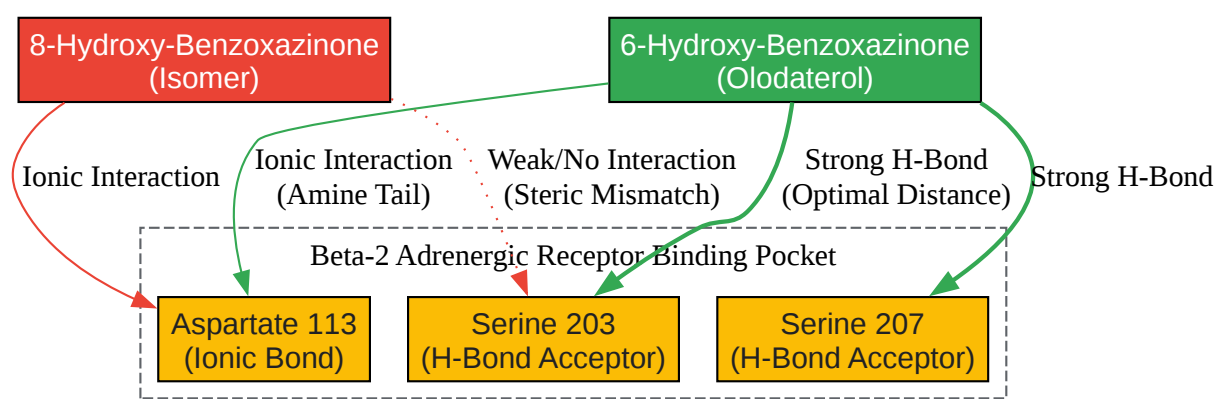 8-Hydroxy-Benzoxazinone
(Isomer)
6-Hydroxy-Benzoxazinone
(Olodaterol)
Ionic Interaction
Ionic Interaction
(Amine Tail)
Weak/No Interaction
(Steric Mismatch)
Strong H-Bond
(Optimal Distance)
Strong H-Bond
Beta-2 Adrenergic Receptor Binding Pocket
Aspartate 113
(Ionic Bond)
Serine 203
(H-Bond Acceptor)
Serine 207
(H-Bond Acceptor)